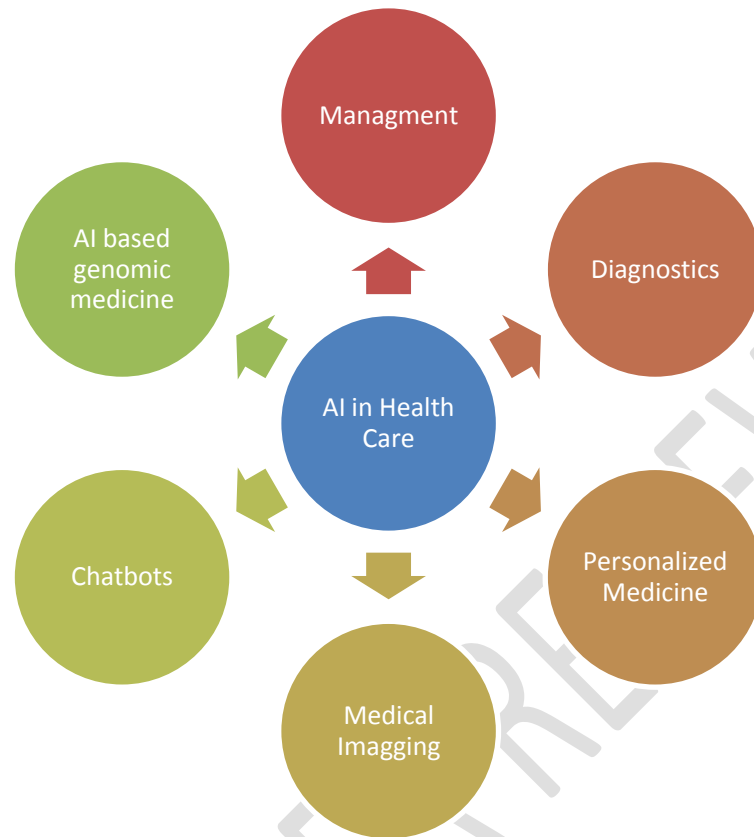 Managment
AI based
genomic
medicine
Diagnostics
AI in Health
Care
Chatbots
Personalized
Medicine
Medical
Imagging